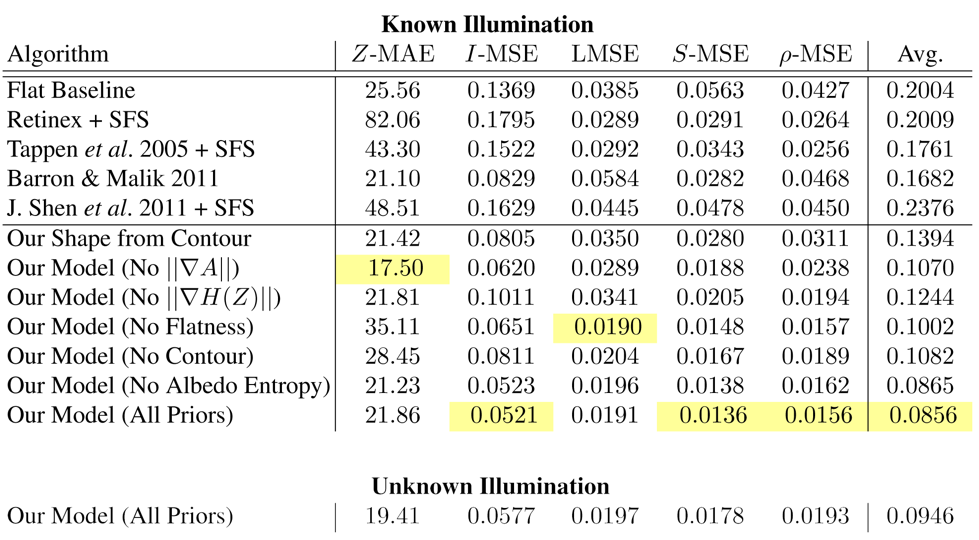 Known Illumination
Algorithm Z-MAE I-MSE LMSE S-MSE ρ-MSE Avg.
Flat Baseline 25.56 0.1369 0.0385 0.0563 0.0427 0.2004
Retinex + SFS 82.06 0.1795 0.0289 0.0291 0.0264 0.2009
Tappen et al. 2005 + SFS 43.30 0.1522 0.0292 0.0343 0.0256 0.1761
Barron & Malik 2011 21.10 0.0829 0.0584 0.0282 0.0468 0.1682
J. Shen et al. 2011 + SFS 48.51 0.1629 0.0445 0.0478 0.0450 0.2376
Our Shape from Contour 21.42 0.0805 0.0350 0.0280 0.0311 0.1394
Our Model (No ||∇A||) 17.50 0.0620 0.0289 0.0188 0.0238 0.1070
Our Model (No ||∇H(Z)||) 21.81 0.1011 0.0341 0.0205 0.0194 0.1244
Our Model (No Flatness) 35.11 0.0651 0.0190 0.0148 0.0157 0.1002
Our Model (No Contour) 28.45 0.0811 0.0204 0.0167 0.0189 0.1082
Our Model (No Albedo Entropy) 21.23 0.0523 0.0196 0.0138 0.0162 0.0865
Our Model (All Priors) 21.86 0.0521 0.0191 0.0136 0.0156 0.0856
Unknown Illumination
Our Model (All Priors) 19.41 0.0577 0.0197 0.0178 0.0193 0.0946